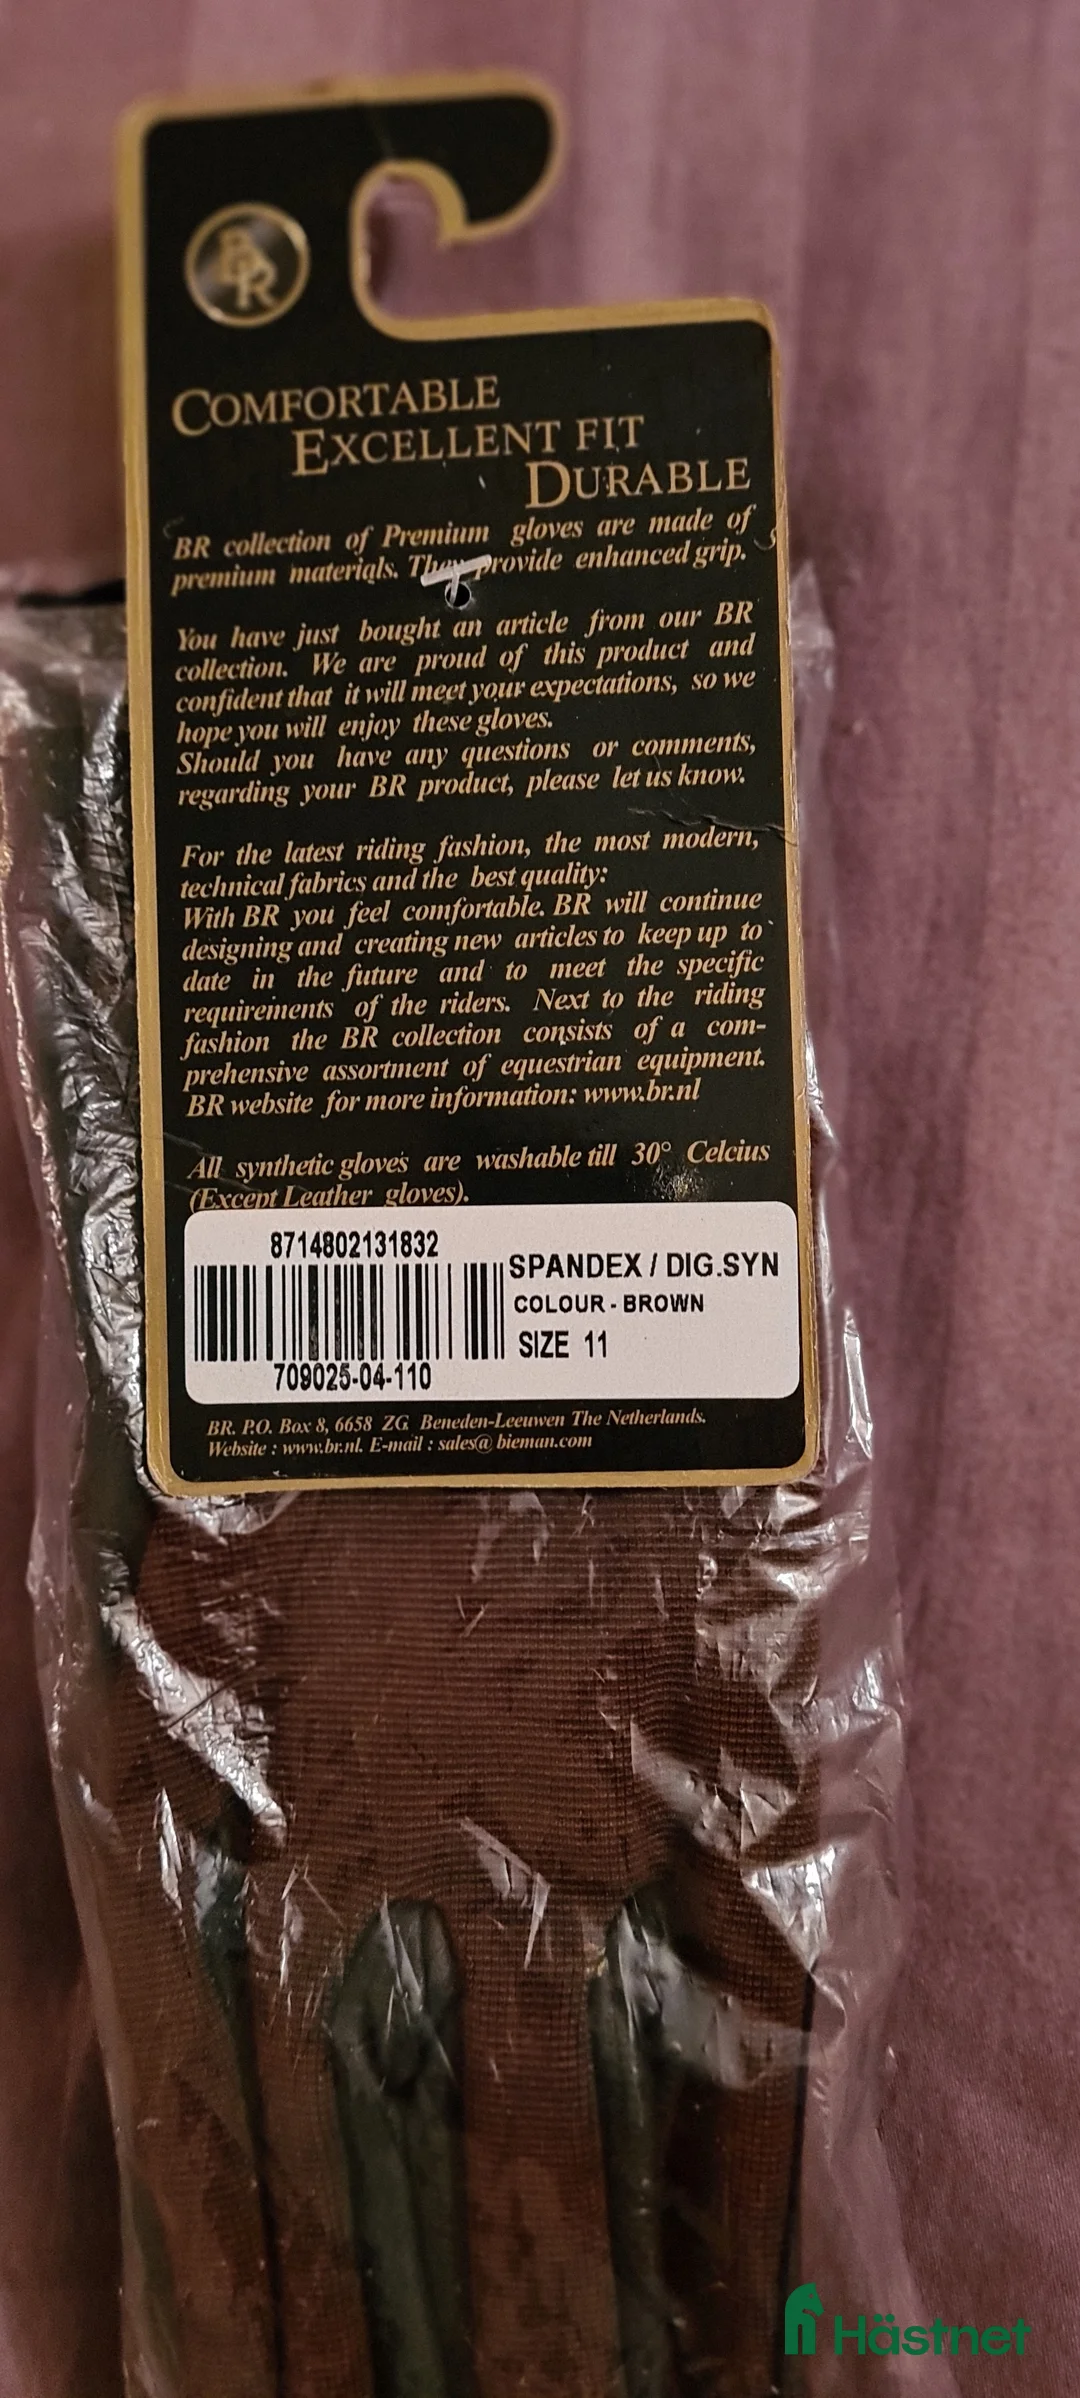 BR
COMFORTABLE
EXCELLENT FIT
DURABLE
BR collection of Premium gloves are made of
premium materials. They provide enhanced grip.
You have just bought an article from our BR
collection. We are proud of this product and
confident that it will meet your expectations, so we
hope you will enjoy these gloves.
Should you have any questions or comments,
regarding your BR product, please let us know.
For the latest riding fashion, the most modern,
technical fabrics and the best quality:
With BR you feel comfortable. BR will continue
designing and creating new articles to keep up to
date in the future and to meet the specific
requirements of the riders. Next to the riding
fashion the BR collection consists of a com-
prehensive assortment of equestrian equipment.
BR website for more information: www.br.nl
All synthetic gloves are washable till 30° Celcius
(Except Leather gloves).
8714802131832
SPANDEX / DIG.SYN
COLOUR - BROWN
SIZE 11
709025-04-110
BR. P.O. Box 8, 6658 ZG Beneden-Leeuwen The Netherlands.
Website : www.br.nl. E-mail : sales@bieman.com
Hästnet